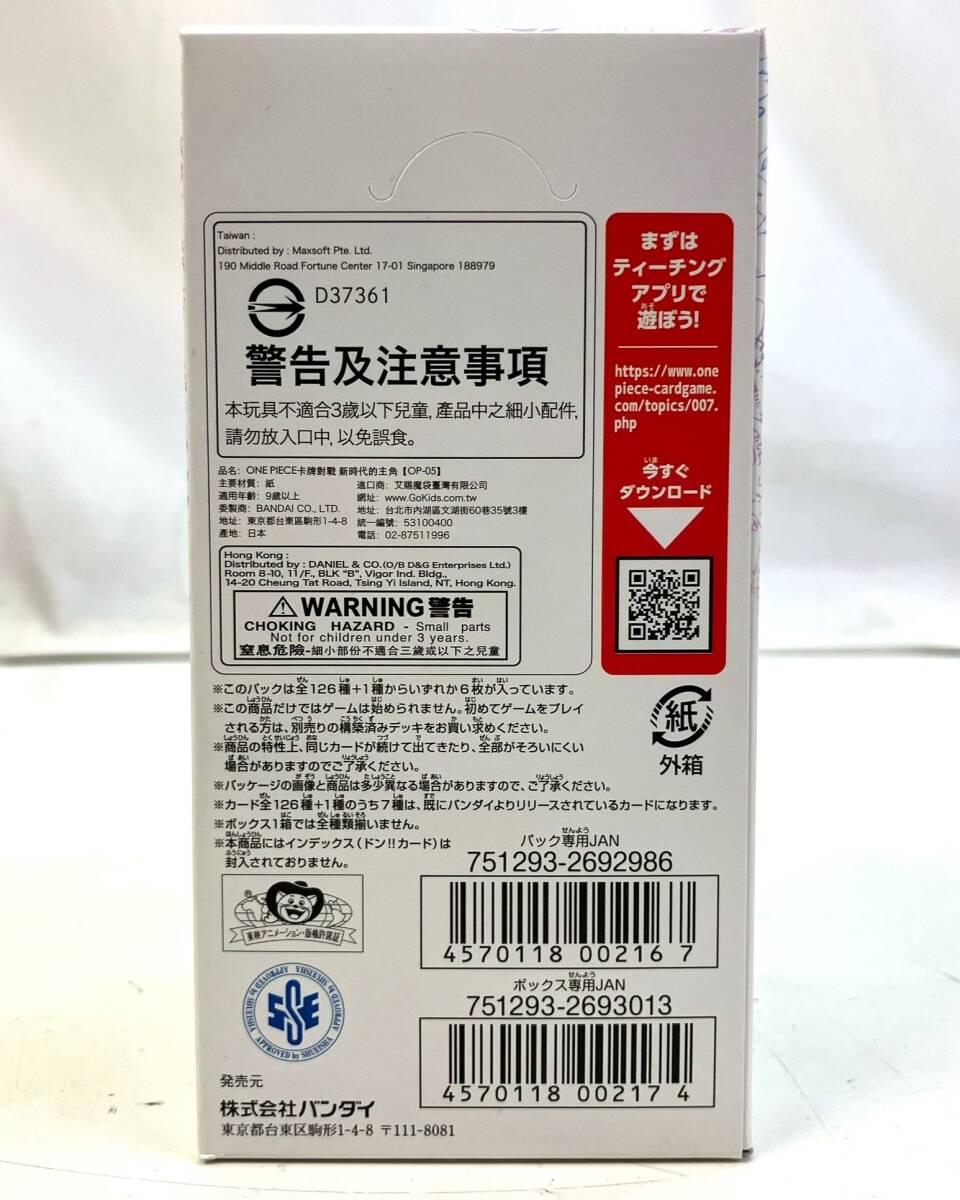 Taiwan :
Distributed by : Maxsoft Pte. Ltd.
190 Middle Road Fortune Center 17-01 Singapore 188979
D37361
警告及注意事項
本玩具不適合3歲以下兒童, 產品中之細小配件,
請勿放入口中, 以免誤食。
品名: ONE PIECE卡牌對戰 新時代的主角【OP-05】
主要材質: 紙
適用年齡: 9歲以上
委製商: BANDAI CO., LTD.
地址: 東京都台東區駒形1-4-8
產地: 日本
進口商: 艾賜魔袋臺灣有限公司
網址: www.GoKids.com.tw
地址: 台北市內湖區文湖街60巷35號3樓
統一編號: 53100400
電話: 02-87511996
Hong Kong :
Distributed by : DANIEL & CO.(O/B D&G Enterprises Ltd.)
Room 8-10, 11/F., BLK “B”, Vigor Ind. Bldg.,
14-20 Cheung Tat Road, Tsing Yi Island, NT, Hong Kong.
WARNING 警告
CHOKING HAZARD - Small parts
Not for children under 3 years.
窒息危險-細小部份不適合三歲或以下之兒童
まずは
ティーチング
アプリで
遊ぼう!
https://www.one
piece-cardgame.
com/topics/007.
php
今すぐ
ダウンロード
※このパックは全126種+1種からいずれか6枚が入っています。
※この商品だけではゲームは始められません。初めてゲームをプレイ
される方は、別売りの構築済みデッキをお買い求めください。
※商品の特性上、同じカードが続けて出てきたり、全部がそろいにくい
場合がありますのでご了承ください。
※パッケージの画像と商品は多少異なる場合がありますので、ご了承ください。
※カード全126種+1種のうち7種は、既にバンダイよりリリースされているカードになります。
※ボックス1箱では全種類揃いません。
※本商品にはインデックス(ドン!!カード)は
封入されておりません。
紙
外箱
パック専用JAN
751293-2692986
4570118 00216 7
ボックス専用JAN
751293-2693013
4570118 00217 4
東映アニメーション・版権許諾証
APPROVED by SHUEISHA
発売元
株式会社バンダイ
東京都台東区駒形1-4-8 〒111-8081